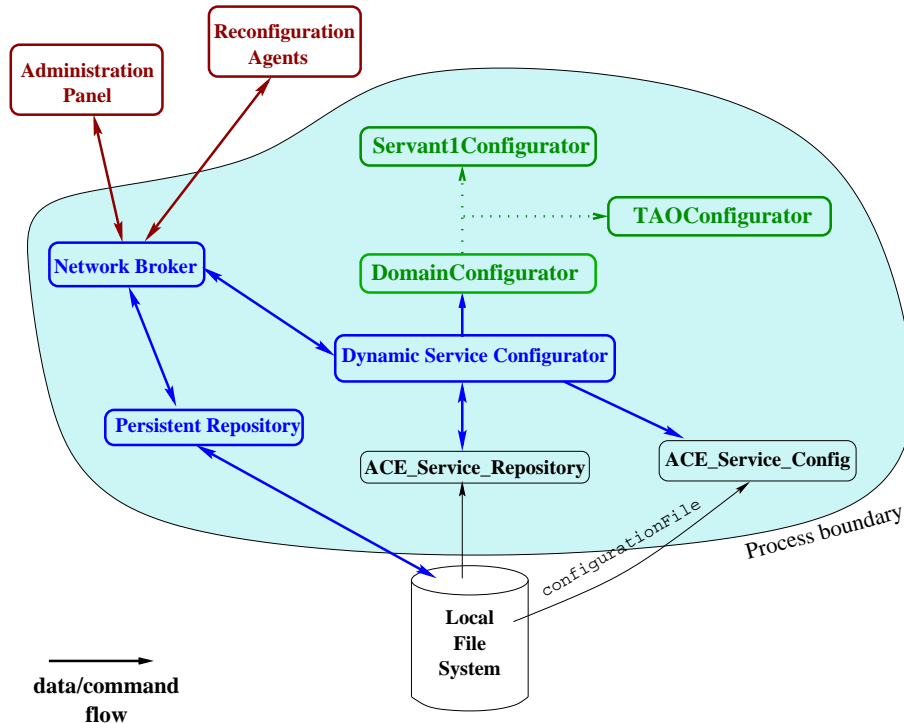 Reconfiguration
Agents
Administration
Panel
Servant1Configurator
TAOConfigurator
Network Broker
DomainConfigurator
Dynamic Service Configurator
Persistent Repository
ACE_Service_Repository
ACE_Service_Config
configurationFile
Process boundary
Local
File
System
data/command
flow